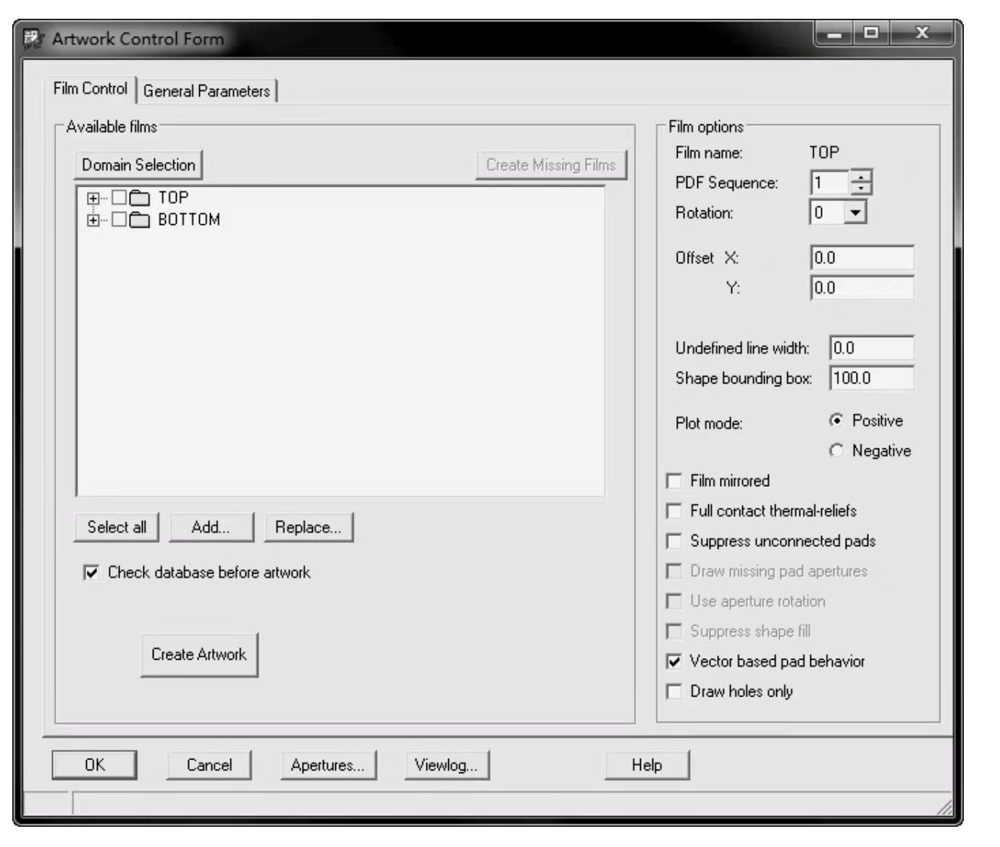 Artwork Control Form
Film Control
General Parameters
Available films
Domain Selection
Create Missing Films
TOP
BOTTOM
Select all
Add...
Replace...
Check database before artwork
Create Artwork
Film options
Film name: TOP
PDF Sequence: 1
Rotation: 0
Offset X: 0.0
Y: 0.0
Undefined line width: 0.0
Shape bounding box: 100.0
Plot mode: Positive
Negative
Film mirrored
Full contact thermal-reliefs
Suppress unconnected pads
Draw missing pad apertures
Use aperture rotation
Suppress shape fill
Vector based pad behavior
Draw holes only
OK
Cancel
Apertures...
Viewlog...
Help